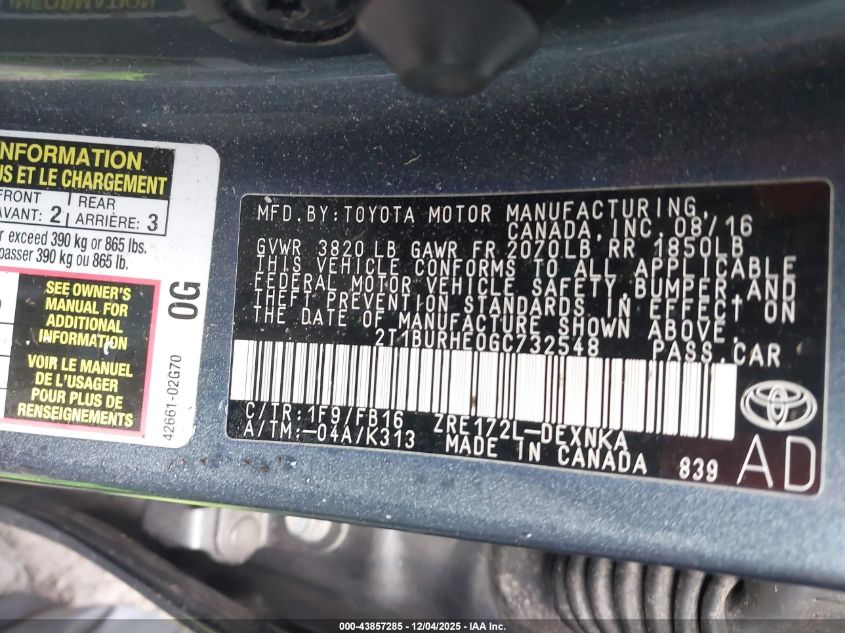 INFORMATION
NFORMATION
US ET LE CHARGEMENT
FRONT
AVANT: 2
REAR
ARRIÈRE: 3
r exceed 390 kg or 865 lbs.
passer 390 kg ou 865 lb.
SEE OWNER'S
MANUAL FOR
ADDITIONAL
INFORMATION
VOIR LE MANUEL
DE L'USAGER
POUR PLUS DE
RENSEIGNEMENTS
0G
42661-02G70
MFD.BY:TOYOTA MOTOR MANUFACTURING,
CANADA,INC.08/16
GVWR 3820 LB GAWR FR 2070LB RR 1850LB
THIS VEHICLE CONFORMS TO ALL APPLICABLE
FEDERAL MOTOR VEHICLE SAFETY,BUMPER,AND
THEFT PREVENTION STANDARDS IN EFFECT ON
THE DATE OF MANUFACTURE SHOWN ABOVE.
2T1BURHE0GC732548 PASS.CAR
C/TR:1F9/FB16 ZRE172L-DEXNKA
A/TM:-04A/K313 MADE IN CANADA 839
AD
000-43857285 - 12/04/2025 - IAA Inc.